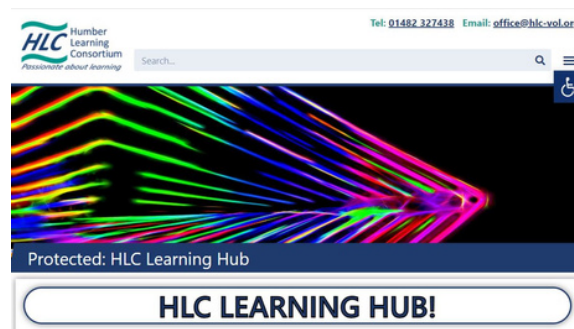 HLC
Humber
Learning
Consortium
Passionate about learning
Tel: 01482 327438 Email: office@hlc-vol.or
Search...
Protected: HLC Learning Hub
HLC LEARNING HUB!